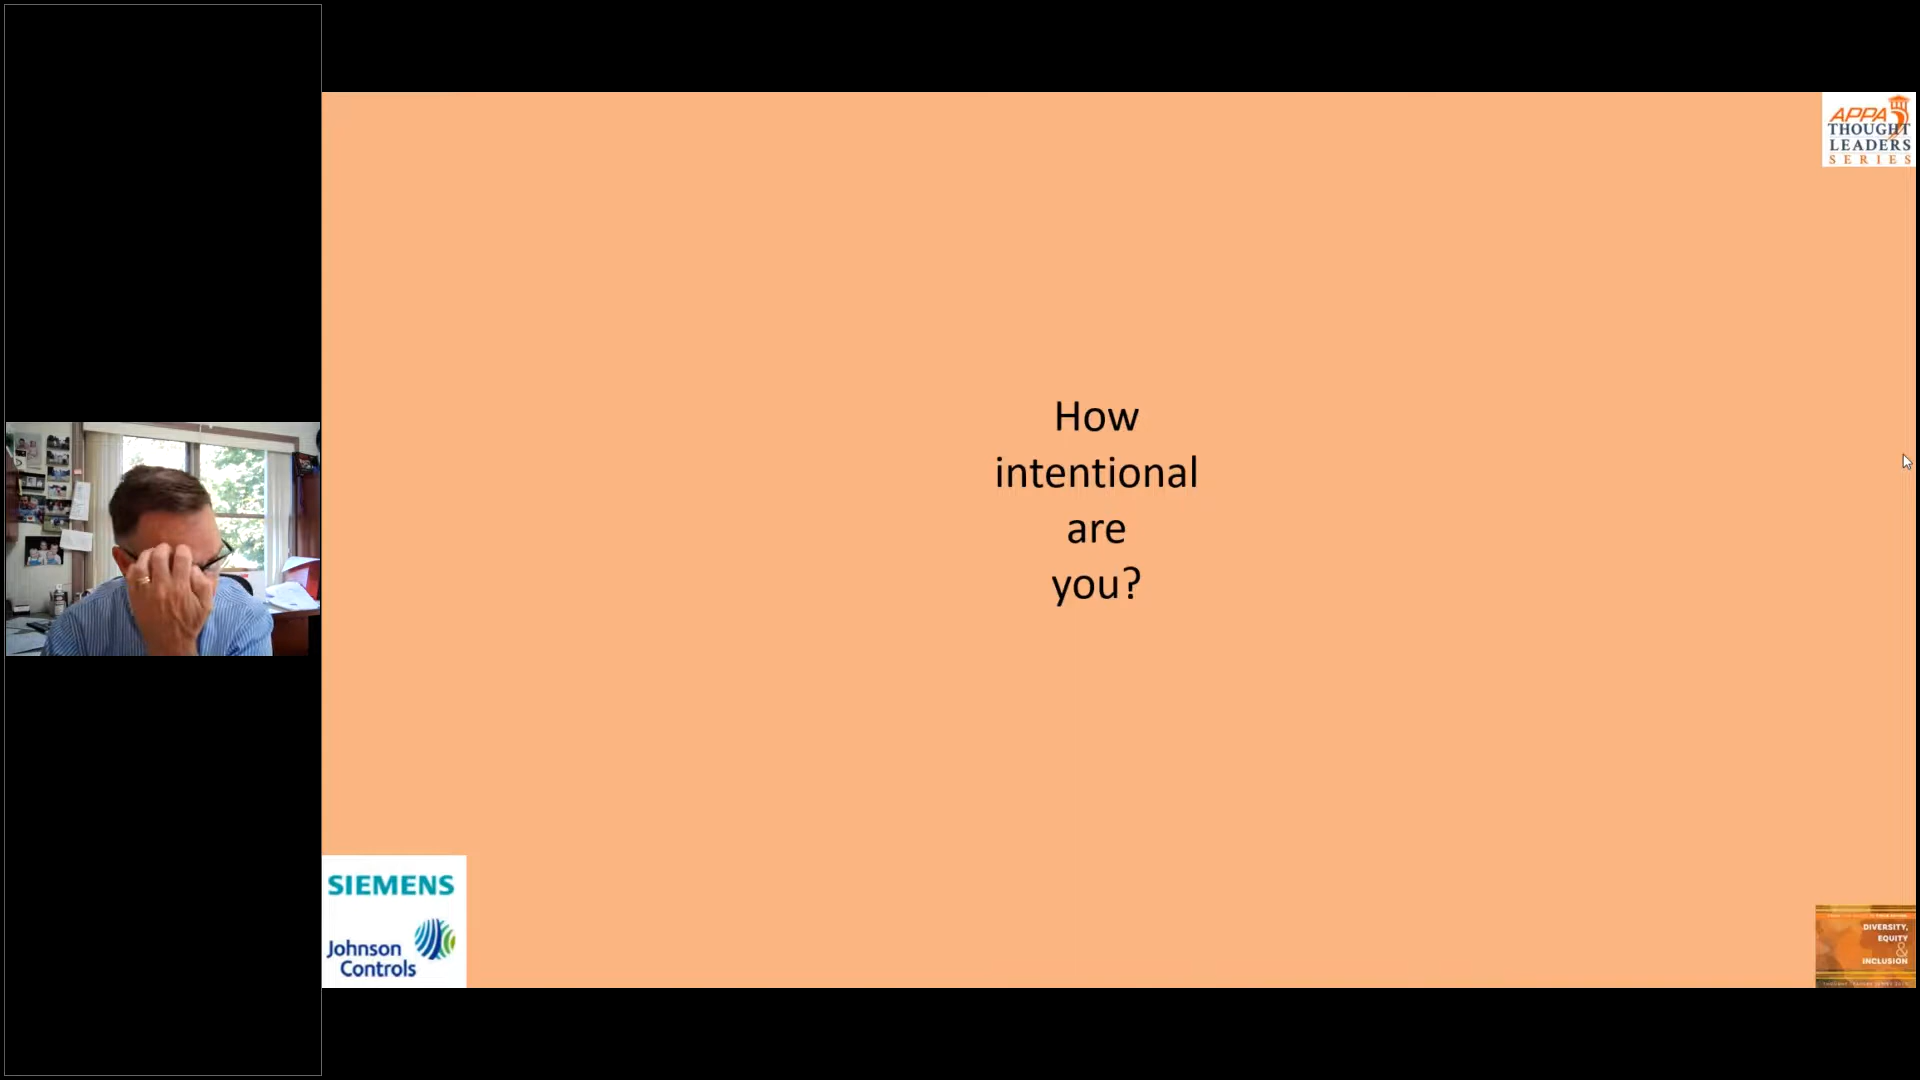 APPA
THOUGHT
LEADERS
SERIES
How
intentional
are
you?
SIEMENS
Johnson
Controls
DIVERSITY,
EQUITY
&
INCLUSION